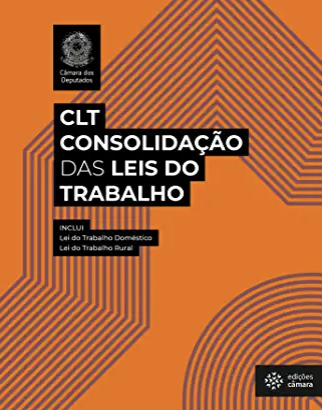 Câmara dos
Deputados
CLT
CONSOLIDAÇÃO
DAS LEIS DO
TRABALHO
INCLUI
Lei do Trabalho Doméstico
Lei do Trabalho Rural
edições
câmara